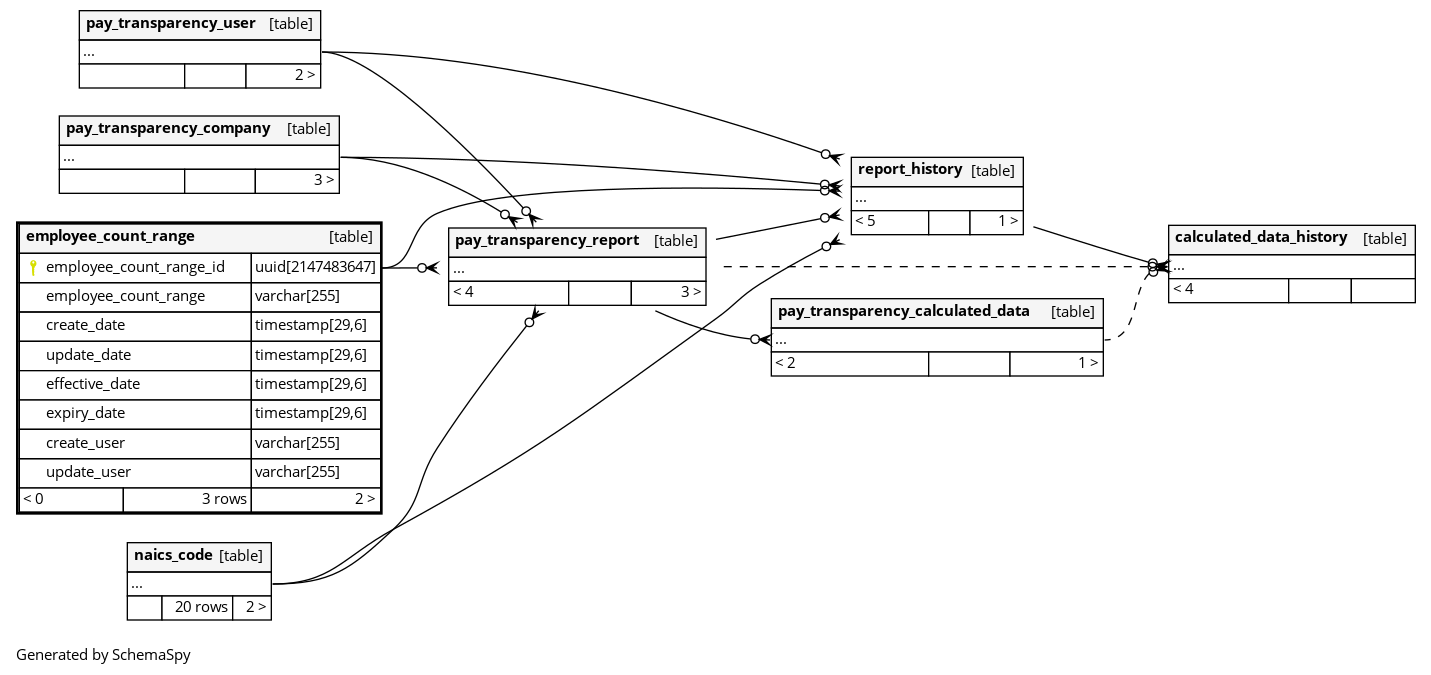 pay_transparency_user [table]
...
2 >
pay_transparency_company [table]
...
3 >
employee_count_range [table]
employee_count_range_id uuid[2147483647]
employee_count_range varchar[255]
create_date timestamp[29,6]
update_date timestamp[29,6]
effective_date timestamp[29,6]
expiry_date timestamp[29,6]
create_user varchar[255]
update_user varchar[255]
< 0 3 rows 2 >
naics_code [table]
...
20 rows 2 >
pay_transparency_report [table]
...
< 4 3 >
report_history [table]
...
< 5 1 >
pay_transparency_calculated_data [table]
...
< 2 1 >
calculated_data_history [table]
...
< 4
Generated by SchemaSpy